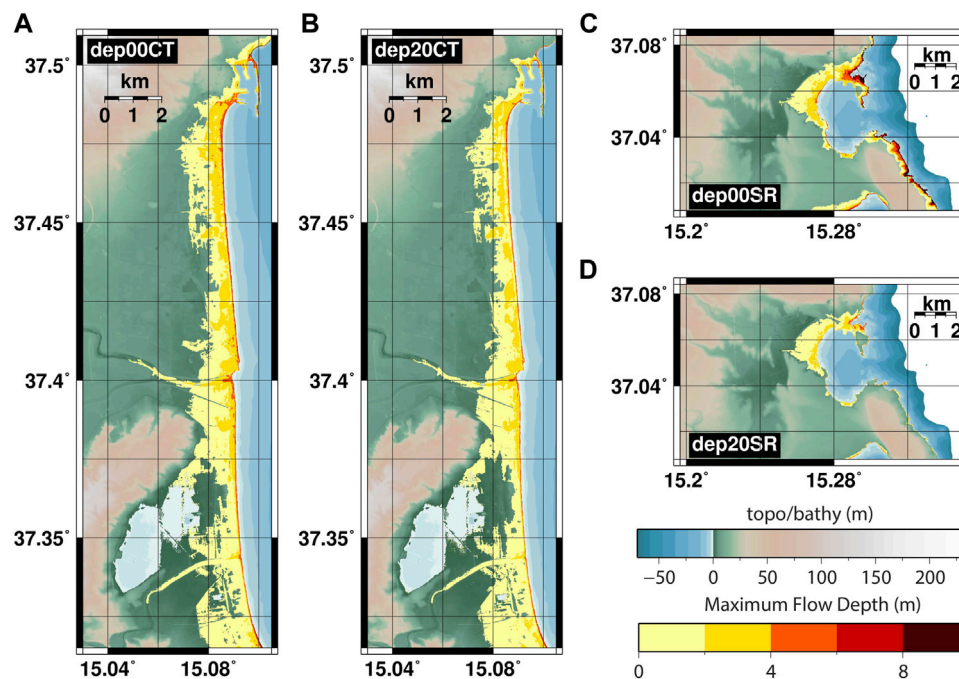 A
dep00CT
km
0 1 2
37.5°
37.45°
37.4°
37.35°
15.04 15.08
B
dep20CT
km
0 1 2
37.5°
37.45°
37.4°
37.35°
15.04 15.08
C
37.08°
37.04°
km
0 1 2
dep00SR
15.2° 15.28°
D
37.08°
37.04°
km
0 1 2
dep20SR
15.2° 15.28°
topo/bathy (m)
−50 0 50 100 150 200
Maximum Flow Depth (m)
0 4 8